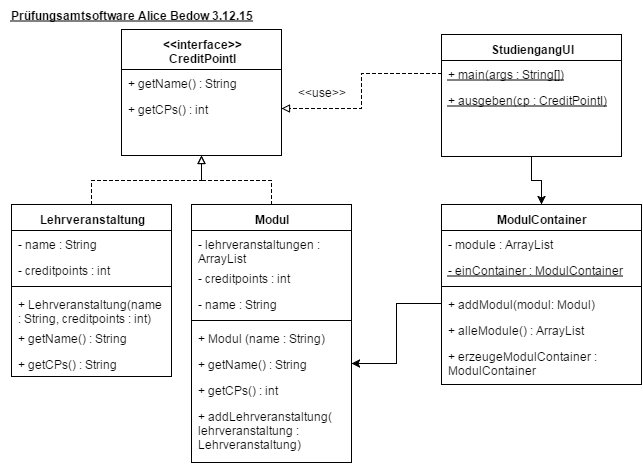 Prüfungsamtsoftware Alice Bedow 3.12.15
<<interface>>
CreditPointI
+ getName() : String
+ getCPs() : int
<<use>>
StudiengangUI
+ main(args : String[])
+ ausgeben(cp : CreditPointI)
Lehrveranstaltung
- name : String
- creditpoints : int
+ Lehrveranstaltung(name
: String, creditpoints : int)
+ getName() : String
+ getCPs() : String
Modul
- lehrveranstaltungen :
ArrayList
- creditpoints : int
- name : String
+ Modul (name : String)
+ getName() : String
+ getCPs() : int
+ addLehrveranstaltung(
lehrveranstaltung :
Lehrveranstaltung)
ModulContainer
- module : ArrayList
- einContainer : ModulContainer
+ addModul(modul: Modul)
+ alleModule() : ArrayList
+ erzeugeModulContainer :
ModulContainer